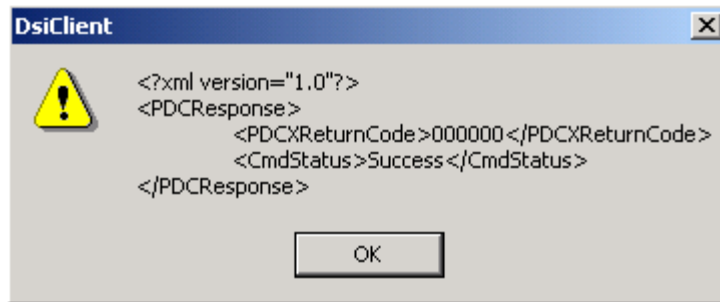 DsiClient
<?xml version="1.0"?>
<PDCResponse>
<PDCXReturnCode>000000</PDCXReturnCode>
<CmdStatus>Success</CmdStatus>
</PDCResponse>
OK